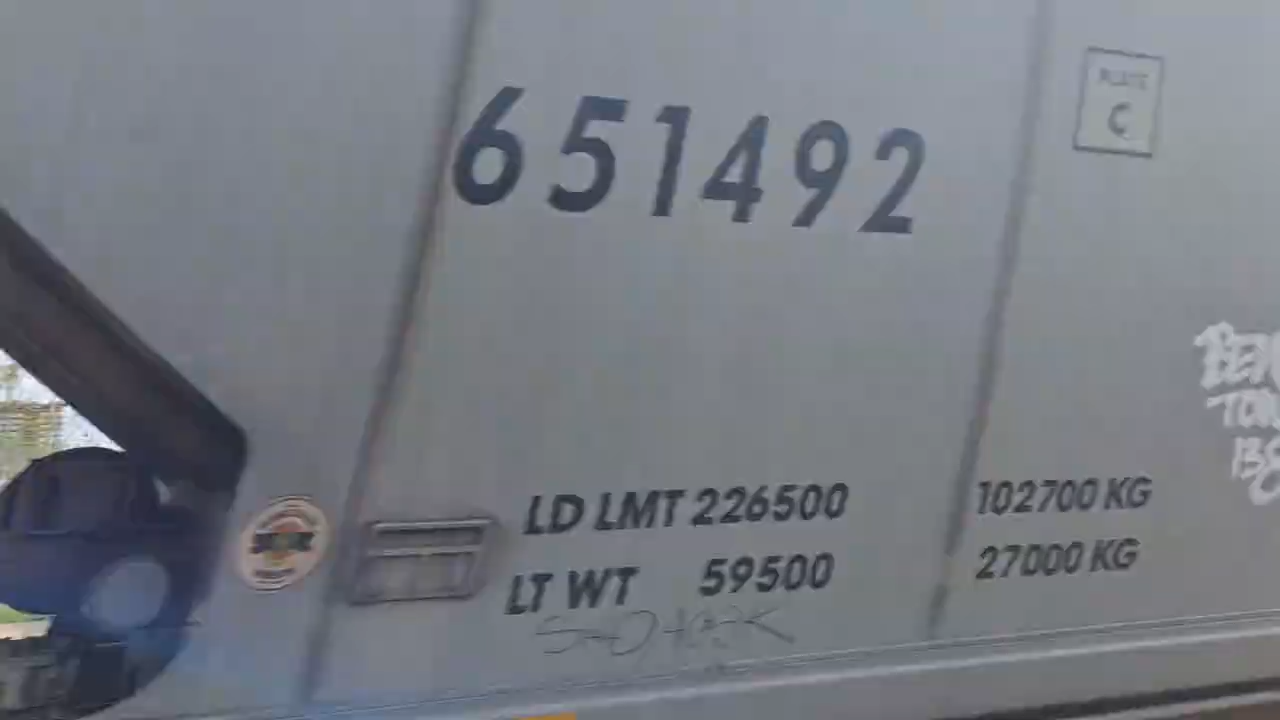 651492
PLATE
C
LD LMT 226500 102700 KG
LT WT 59500 27000 KG